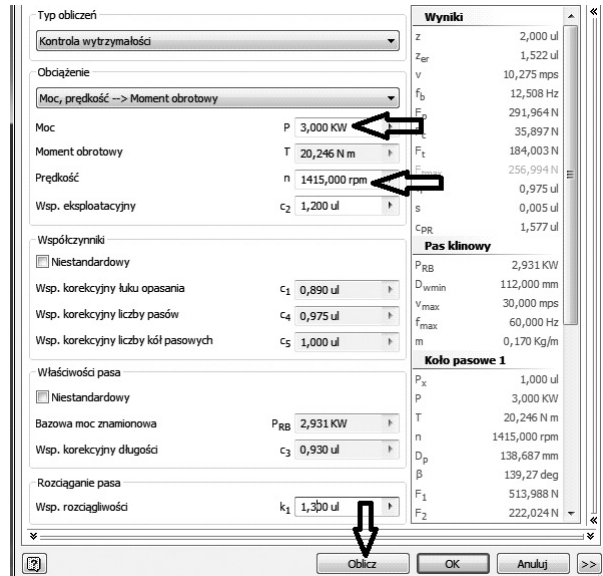 Typ obliczeń
Kontrola wytrzymałości
Obciążenie
Moc, prędkość --> Moment obrotowy
Moc P 3,000 KW
Moment obrotowy T 20,246 N m
Prędkość n 1415,000 rpm
Wsp. eksploatacyjny c2 1,200 ul
Współczynniki
Niestandardowy
Wsp. korekcyjny łuku opasania c1 0,890 ul
Wsp. korekcyjny liczby pasów c4 0,975 ul
Wsp. korekcyjny liczby kół pasowych c5 1,000 ul
Właściwości pasa
Niestandardowy
Bazowa moc znamionowa PRB 2,931 KW
Wsp. korekcyjny długości c3 0,930 ul
Rozciąganie pasa
Wsp. rozciągliwości k1 1,300 ul
Wyniki
z 2,000 ul
zer 1,522 ul
v 10,275 mps
fb 12,508 Hz
Fp 291,964 N
35,897 N
Ft 184,003 N
256,994 N
0,975 ul
s 0,005 ul
cPR 1,577 ul
Pas klinowy
PRB 2,931 KW
Dwmin 112,000 mm
vmax 30,000 mps
fmax 60,000 Hz
m 0,170 Kg/m
Koło pasowe 1
Px 1,000 ul
P 3,000 KW
T 20,246 N m
n 1415,000 rpm
Dp 138,687 mm
β 139,27 deg
F1 513,988 N
F2 222,024 N
Oblicz OK Anuluj >>